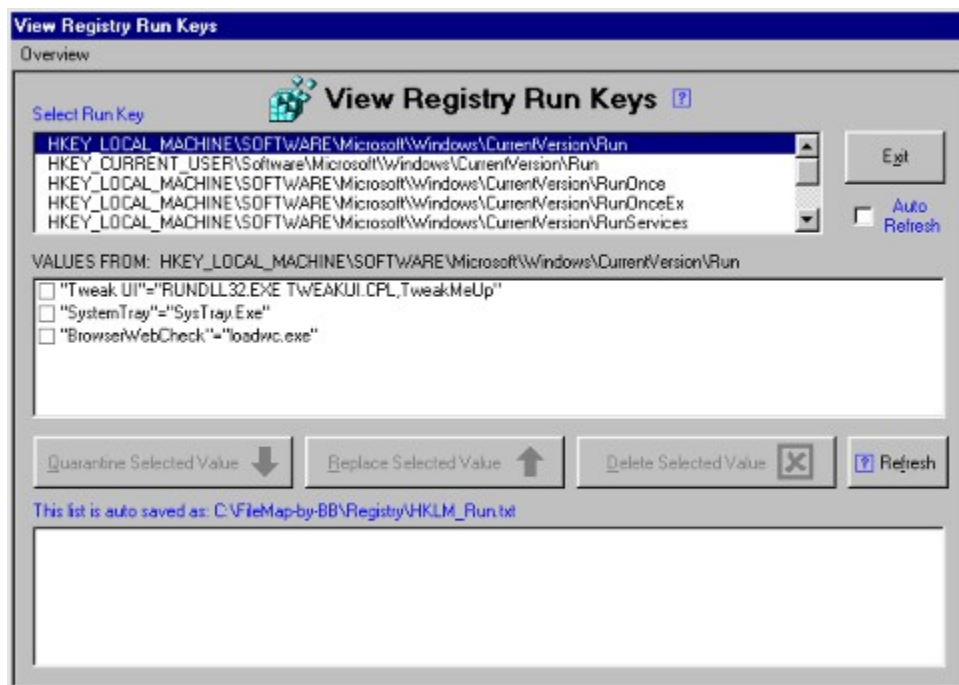 View Registry Run Keys
Overview
View Registry Run Keys ?
Select Run Key
HKEY_LOCAL_MACHINE\SOFTWARE\Microsoft\Windows\CurrentVersion\Run
HKEY_CURRENT_USER\Software\Microsoft\Windows\CurrentVersion\Run
HKEY_LOCAL_MACHINE\SOFTWARE\Microsoft\Windows\CurrentVersion\RunOnce
HKEY_LOCAL_MACHINE\SOFTWARE\Microsoft\Windows\CurrentVersion\RunOnceEx
HKEY_LOCAL_MACHINE\SOFTWARE\Microsoft\Windows\CurrentVersion\RunServices
Exit
Auto
Refresh
VALUES FROM: HKEY_LOCAL_MACHINE\SOFTWARE\Microsoft\Windows\CurrentVersion\Run
"Tweak UI"="RUNDLL32.EXE TWEAKUI.CPL,TweakMeUp"
"SystemTray"="SysTray.Exe"
"BrowserWebCheck"="loadwc.exe"
Quarantine Selected Value
Replace Selected Value
Delete Selected Value
? Refresh
This list is auto saved as: C:\FileMap-by-BB\Registry\HKLM_Run.txt